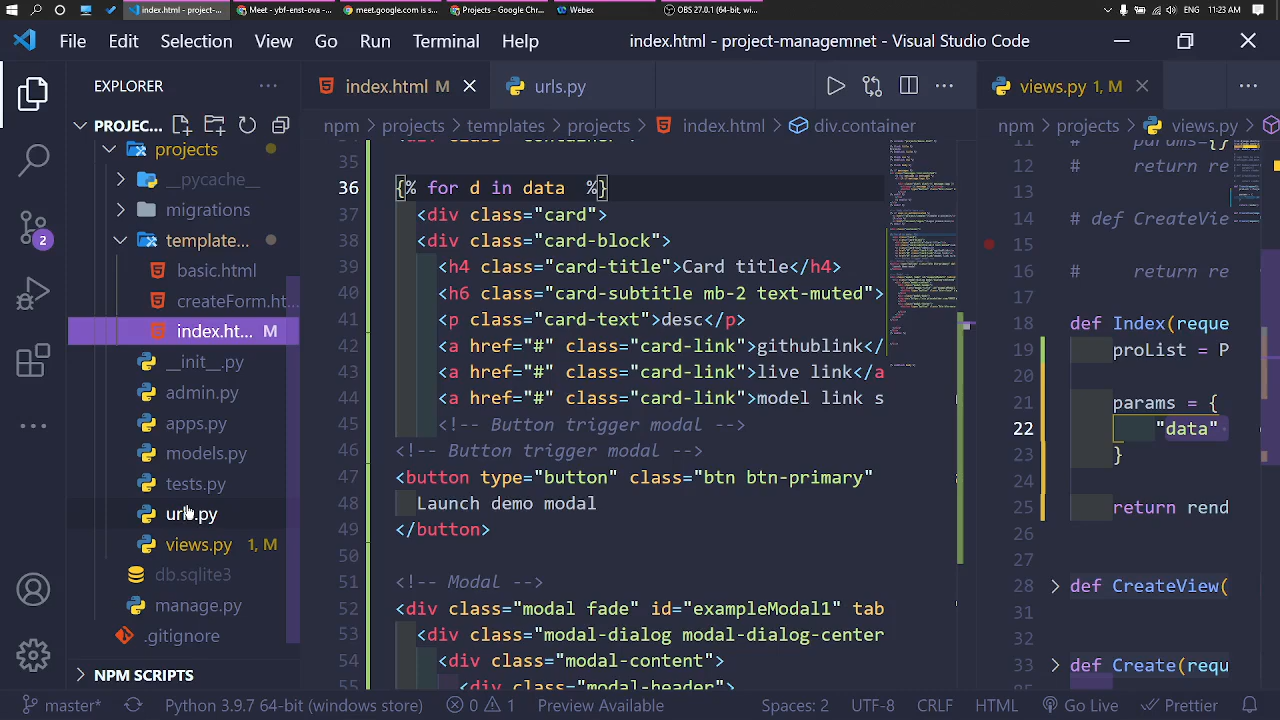 index.html - project-...
Meet - ybf-enst-ova ...
meet.google.com is s...
Projects - Google Chr...
Webex
OBS 27.0.1 (64-bit, wi...
ENG
11:23 AM
File Edit Selection View Go Run Terminal Help
index.html - project-managemnet - Visual Studio Code
EXPLORER
index.html M
urls.py
views.py 1, M
PROJEC...
npm > projects > templates > projects > index.html > div.container
npm > projects > views.py >
projects
__pycache__
migrations
template...
basic.html
createForm.ht...
index.ht... M
__init__.py
admin.py
apps.py
models.py
tests.py
urls.py
views.py 1, M
db.sqlite3
manage.py
.gitignore
NPM SCRIPTS
35
36 {% for d in data %}
37 <div class="card">
38 <div class="card-block">
39 <h4 class="card-title">Card title</h4>
40 <h6 class="card-subtitle mb-2 text-muted">
41 <p class="card-text">desc</p>
42 <a href="#" class="card-link">githublink</
43 <a href="#" class="card-link">live link</a
44 <a href="#" class="card-link">model link s
45 <!-- Button trigger modal -->
46 <!-- Button trigger modal -->
47 <button type="button" class="btn btn-primary"
48 Launch demo modal
49 </button>
50
51 <!-- Modal -->
52 <div class="modal fade" id="exampleModal1" tab
53 <div class="modal-dialog modal-dialog-center
54 <div class="modal-content">
55 <div class="modal-header">
11 # params={}
12 # return re
13
14 # def CreateVie
15
16 # return re
17
18 def Index(reque
19 proList = P
20
21 params = {
22 "data"
23 }
24
25 return rend
26
27
28 def CreateView(
31
32
33 def Create(requ
2
master*
Python 3.9.7 64-bit (windows store)
0 1
Preview Available
Spaces: 2
UTF-8
CRLF
HTML
Go Live
Prettier